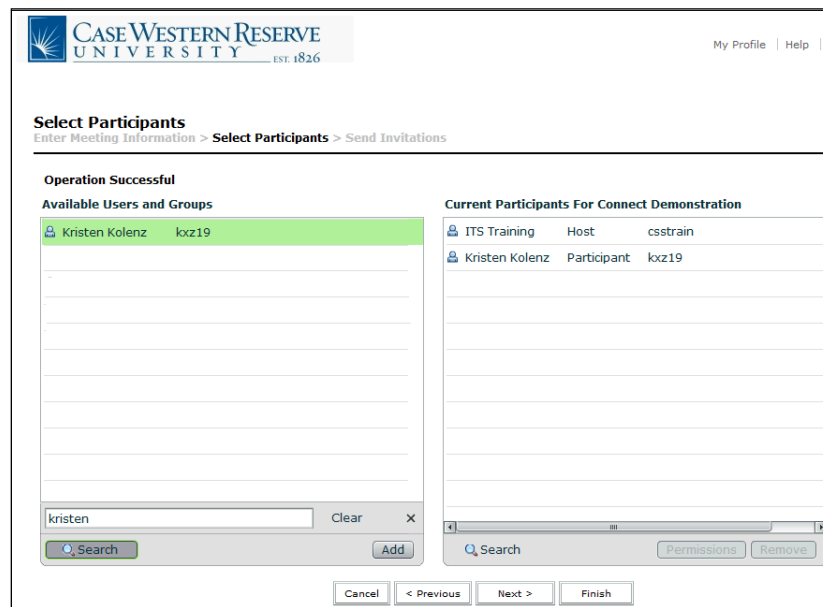 CASE WESTERN RESERVE
UNIVERSITY EST. 1826
My Profile | Help |
Select Participants
Enter Meeting Information > Select Participants > Send Invitations
Operation Successful
Available Users and Groups
Kristen Kolenz kxz19
kristen Clear X
Search Add
Current Participants For Connect Demonstration
ITS Training Host csstrain
Kristen Kolenz Participant kxz19
Search Permissions Remove
Cancel < Previous Next > Finish